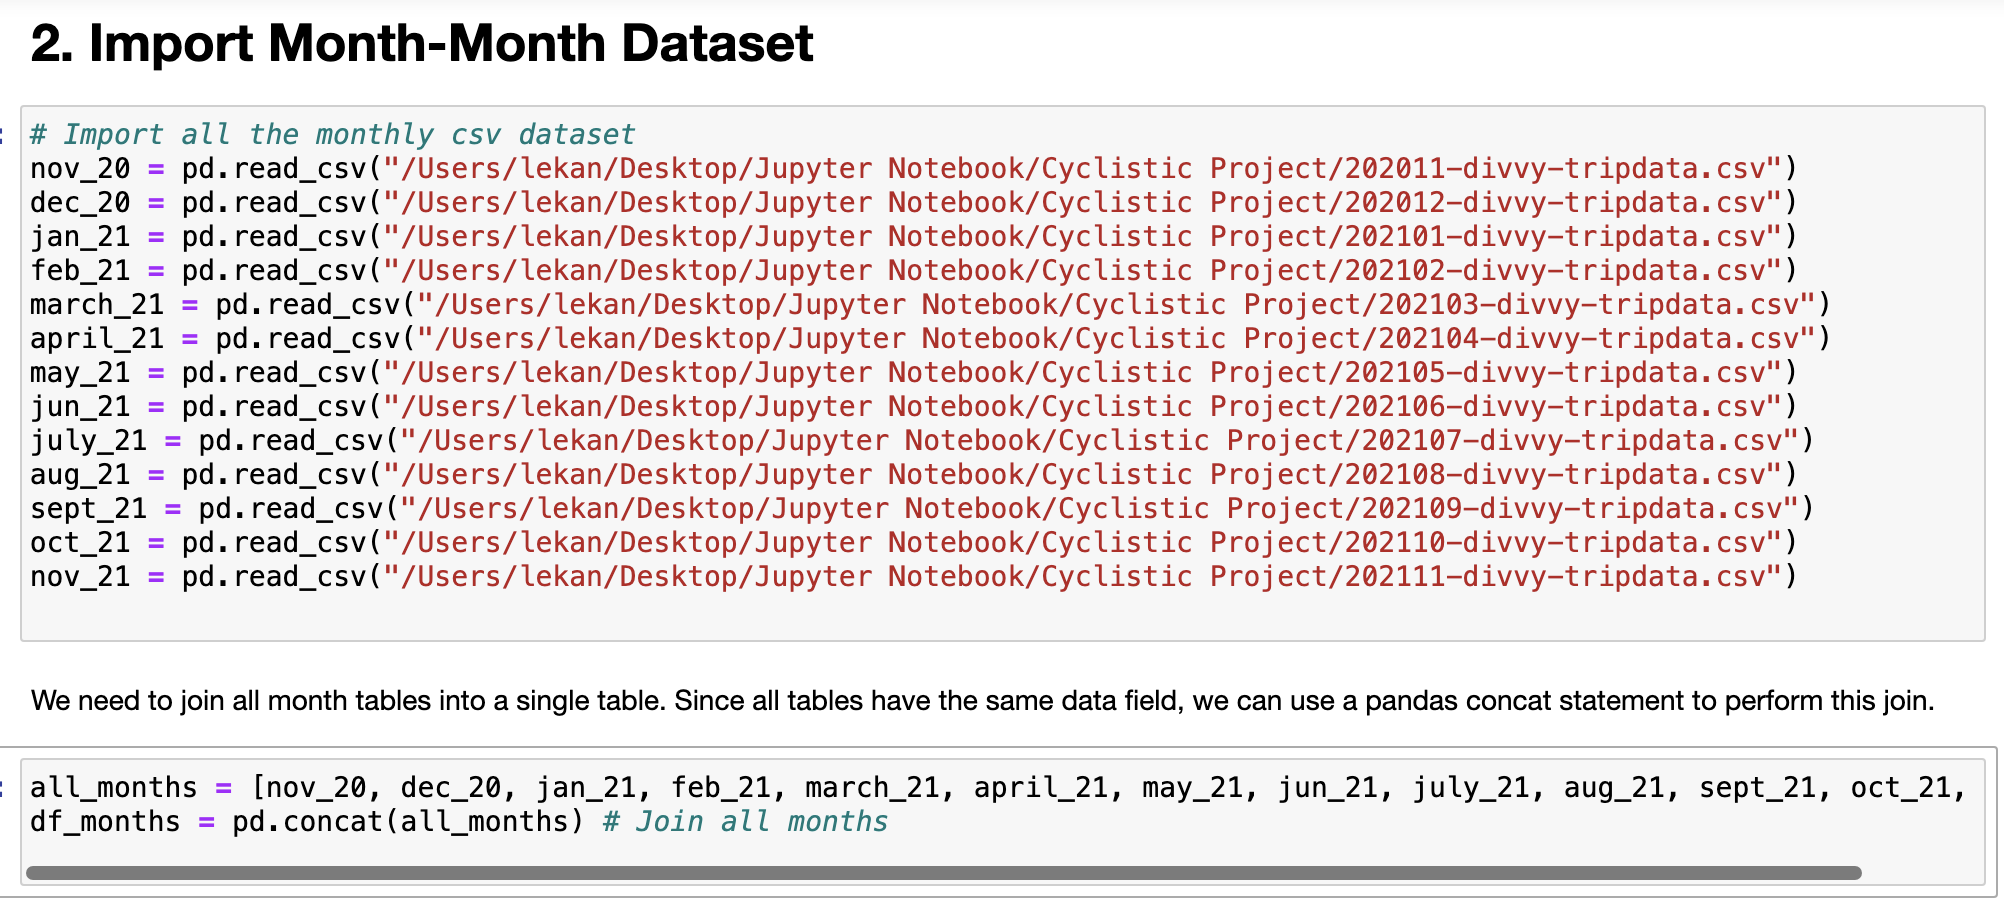 2. Import Month-Month Dataset
# Import all the monthly csv dataset
nov_20 = pd.read_csv("/Users/lekan/Desktop/Jupyter Notebook/Cyclistic Project/202011-divvy-tripdata.csv")
dec_20 = pd.read_csv("/Users/lekan/Desktop/Jupyter Notebook/Cyclistic Project/202012-divvy-tripdata.csv")
jan_21 = pd.read_csv("/Users/lekan/Desktop/Jupyter Notebook/Cyclistic Project/202101-divvy-tripdata.csv")
feb_21 = pd.read_csv("/Users/lekan/Desktop/Jupyter Notebook/Cyclistic Project/202102-divvy-tripdata.csv")
march_21 = pd.read_csv("/Users/lekan/Desktop/Jupyter Notebook/Cyclistic Project/202103-divvy-tripdata.csv")
april_21 = pd.read_csv("/Users/lekan/Desktop/Jupyter Notebook/Cyclistic Project/202104-divvy-tripdata.csv")
may_21 = pd.read_csv("/Users/lekan/Desktop/Jupyter Notebook/Cyclistic Project/202105-divvy-tripdata.csv")
jun_21 = pd.read_csv("/Users/lekan/Desktop/Jupyter Notebook/Cyclistic Project/202106-divvy-tripdata.csv")
july_21 = pd.read_csv("/Users/lekan/Desktop/Jupyter Notebook/Cyclistic Project/202107-divvy-tripdata.csv")
aug_21 = pd.read_csv("/Users/lekan/Desktop/Jupyter Notebook/Cyclistic Project/202108-divvy-tripdata.csv")
sept_21 = pd.read_csv("/Users/lekan/Desktop/Jupyter Notebook/Cyclistic Project/202109-divvy-tripdata.csv")
oct_21 = pd.read_csv("/Users/lekan/Desktop/Jupyter Notebook/Cyclistic Project/202110-divvy-tripdata.csv")
nov_21 = pd.read_csv("/Users/lekan/Desktop/Jupyter Notebook/Cyclistic Project/202111-divvy-tripdata.csv")
We need to join all month tables into a single table. Since all tables have the same data field, we can use a pandas concat statement to perform this join.
all_months = [nov_20, dec_20, jan_21, feb_21, march_21, april_21, may_21, jun_21, july_21, aug_21, sept_21, oct_21,
df_months = pd.concat(all_months) # Join all months